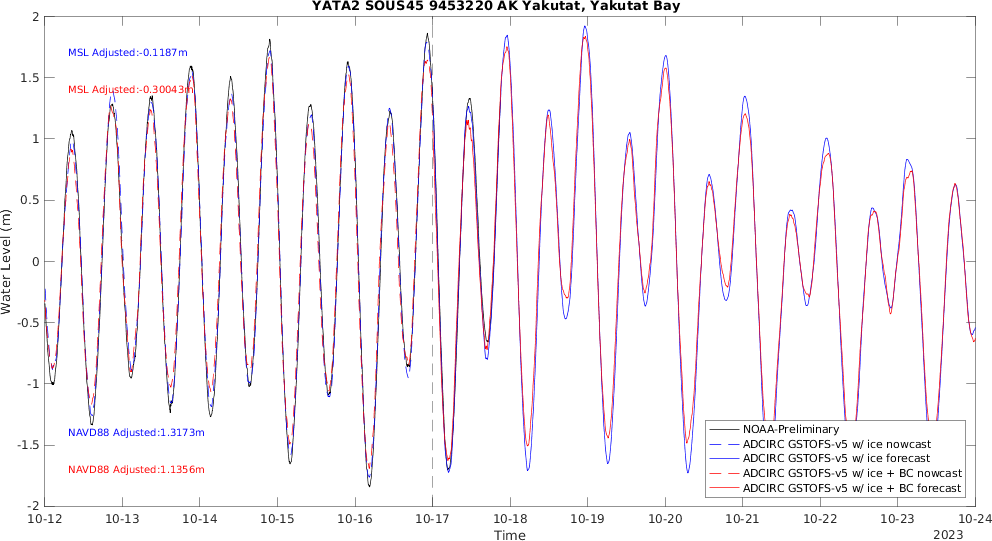 YATA2 SOUS45 9453220 AK Yakutat, Yakutat Bay
2
1.5
1
0.5
0
-0.5
-1
-1.5
-2
Water Level (m)
MSL Adjusted:-0.1187m
MSL Adjusted:-0.30043m
NAVD88 Adjusted:1.3173m
NAVD88 Adjusted:1.1356m
NOAA-Preliminary
ADCIRC GSTOFS-v5 w/ ice nowcast
ADCIRC GSTOFS-v5 w/ ice forecast
ADCIRC GSTOFS-v5 w/ ice + BC nowcast
ADCIRC GSTOFS-v5 w/ ice + BC forecast
10-12 10-13 10-14 10-15 10-16 10-17 10-18 10-19 10-20 10-21 10-22 10-23 10-24
Time
2023